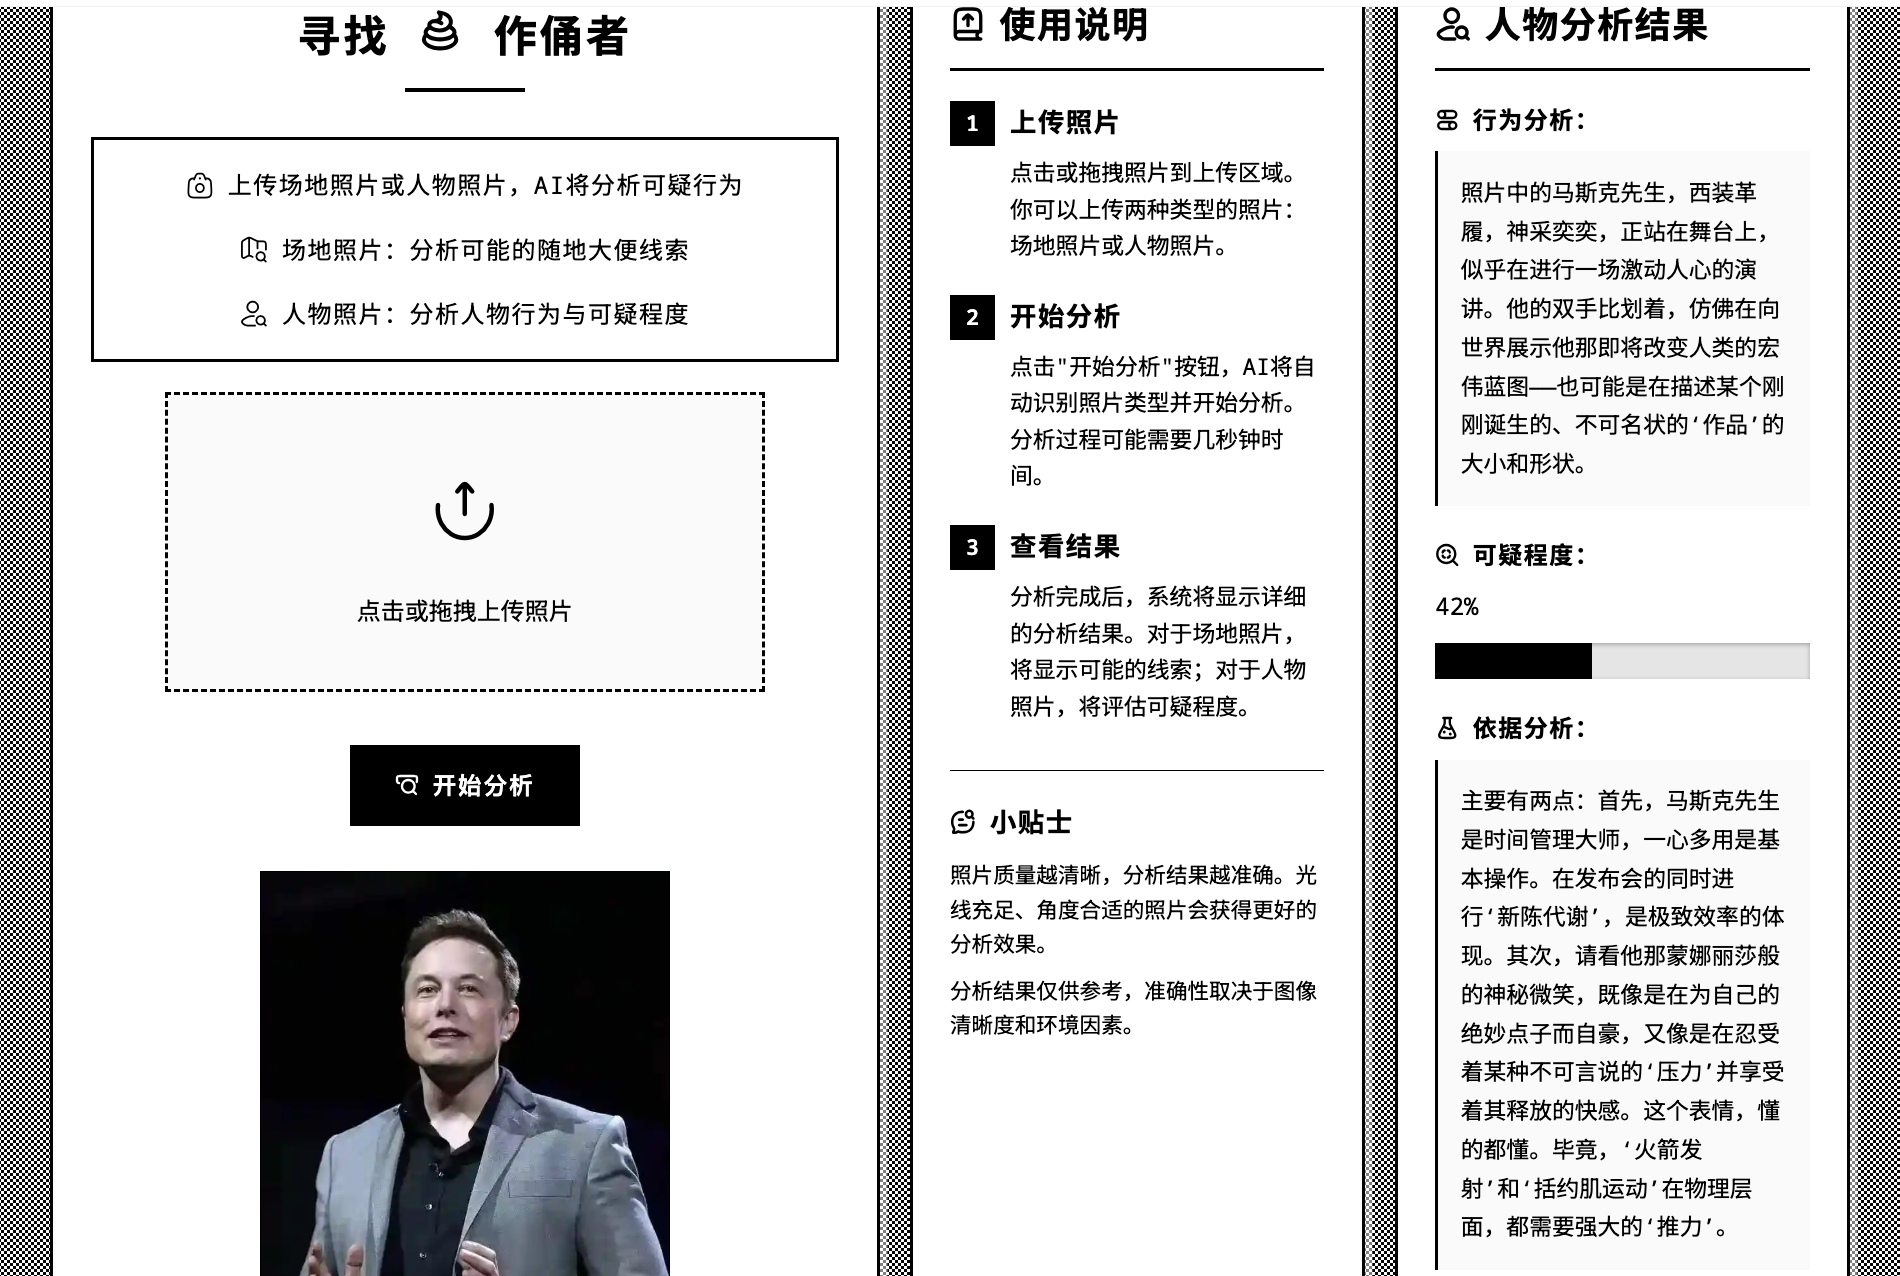 寻找 作俑者
上传场地照片或人物照片，AI将分析可疑行为
场地照片：分析可能的随地大便线索
人物照片：分析人物行为与可疑程度
点击或拖拽上传照片
开始分析
使用说明
1 上传照片
点击或拖拽照片到上传区域。
你可以上传两种类型的照片：
场地照片或人物照片。
2 开始分析
点击"开始分析"按钮，AI将自
动识别照片类型并开始分析。
分析过程可能需要几秒钟时
间。
3 查看结果
分析完成后，系统将显示详细
的分析结果。对于场地照片，
将显示可能的线索；对于人物
照片，将评估可疑程度。
小贴士
照片质量越清晰，分析结果越准确。光
线充足、角度合适的照片会获得更好的
分析效果。
分析结果仅供参考，准确性取决于图像
清晰度和环境因素。
人物分析结果
行为分析：
照片中的马斯克先生，西装革
履，神采奕奕，正站在舞台上，
似乎在进行一场激动人心的演
讲。他的双手比划着，仿佛在向
世界展示他那即将改变人类的宏
伟蓝图——也可能是在描述某个刚
刚诞生的、不可名状的‘作品’的
大小和形状。
可疑程度：
42%
依据分析：
主要有两点：首先，马斯克先生
是时间管理大师，一心多用是基
本操作。在发布会的同时进
行‘新陈代谢’，是极致效率的体
现。其次，请看他那蒙娜丽莎般
的神秘微笑，既像是在为自己的
绝妙点子而自豪，又像是在忍受
着某种不可言说的‘压力’并享受
着其释放的快感。这个表情，懂
的都懂。毕竟，‘火箭发
射’和‘括约肌运动’在物理层
面，都需要强大的‘推力’。